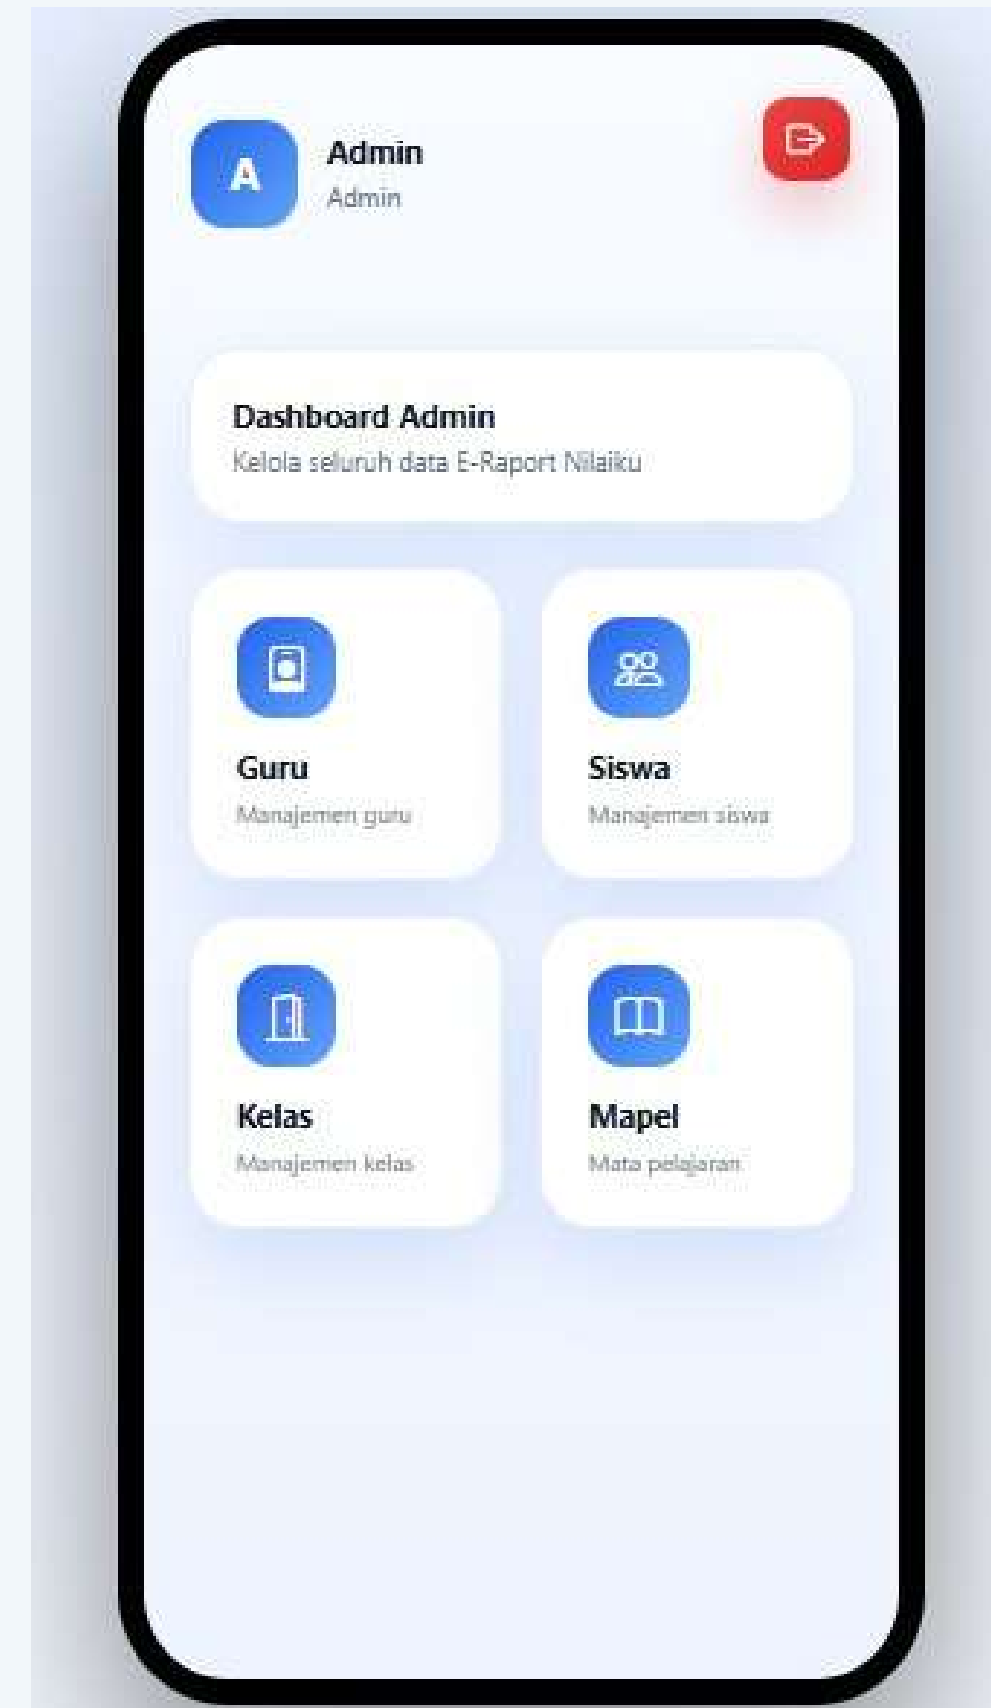 A
Admin
Admin
Dashboard Admin
Kelola seluruh data E-Raport Nilaiku
Guru
Manajemen guru
Siswa
Manajemen siswa
Kelas
Manajemen kelas
Mapel
Mata pelajaran